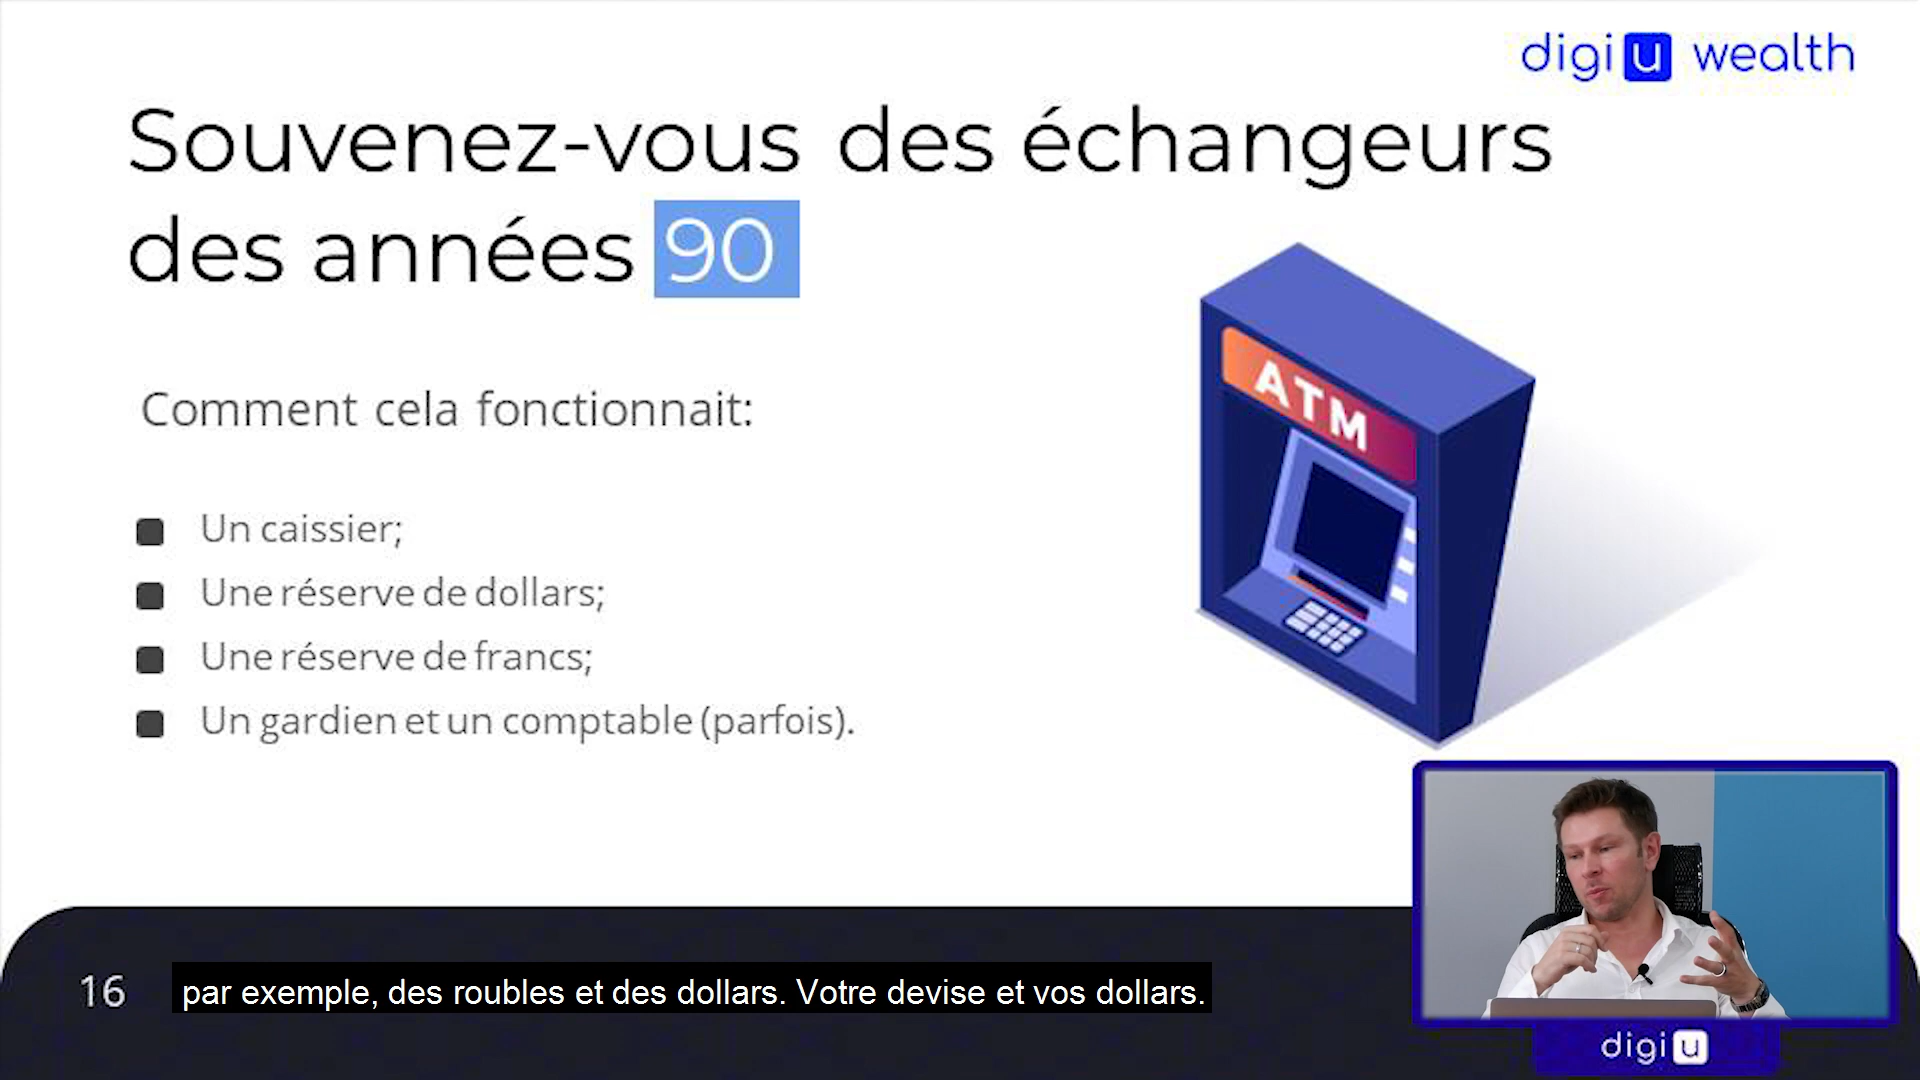 digi u wealth
Souvenez-vous des échangeurs
des années 90
Comment cela fonctionnait:
Un caissier;
Une réserve de dollars;
Une réserve de francs;
Un gardien et un comptable (parfois).
ATM
16
par exemple, des roubles et des dollars. Votre devise et vos dollars.
digi u